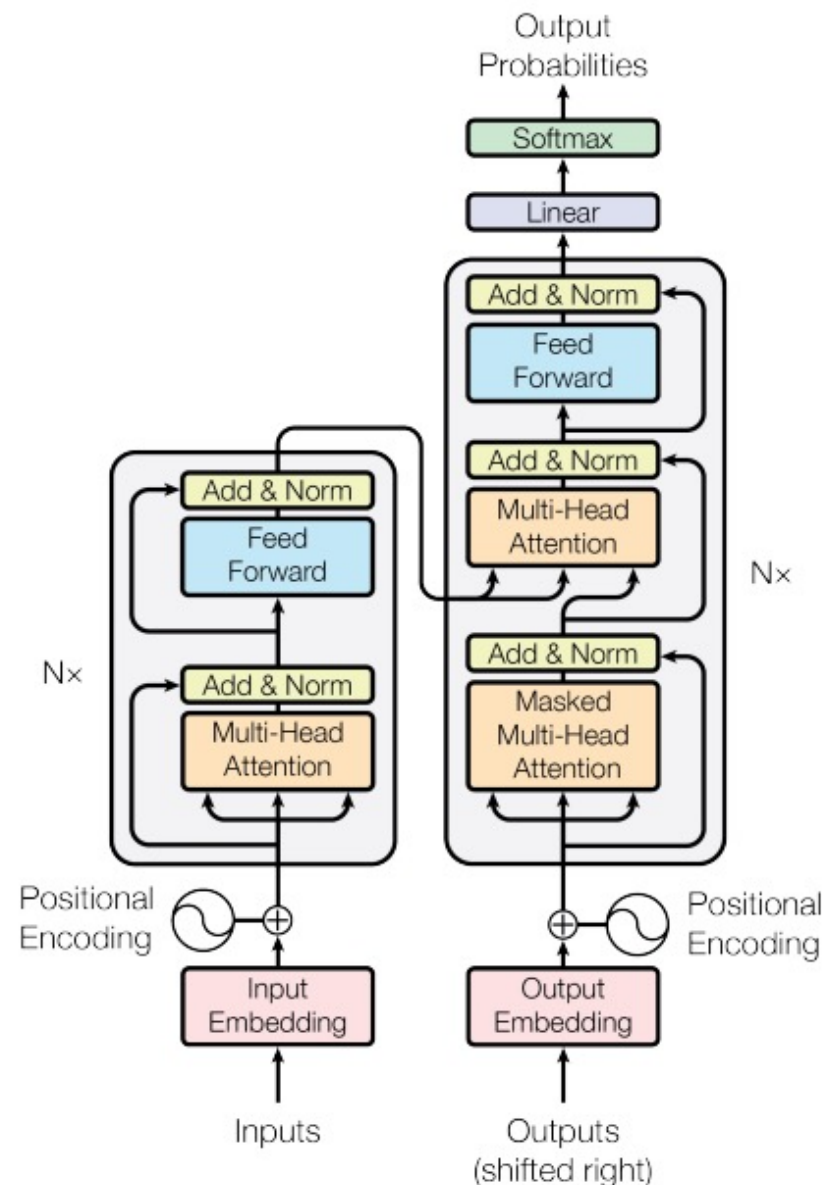 Output
Probabilities
Softmax
Linear
Add & Norm
Feed
Forward
Add & Norm
Multi-Head
Attention
N×
Add & Norm
Masked
Multi-Head
Attention
Add & Norm
Feed
Forward
N×
Add & Norm
Multi-Head
Attention
Positional
Encoding
Positional
Encoding
Input
Embedding
Output
Embedding
Inputs
Outputs
(shifted right)